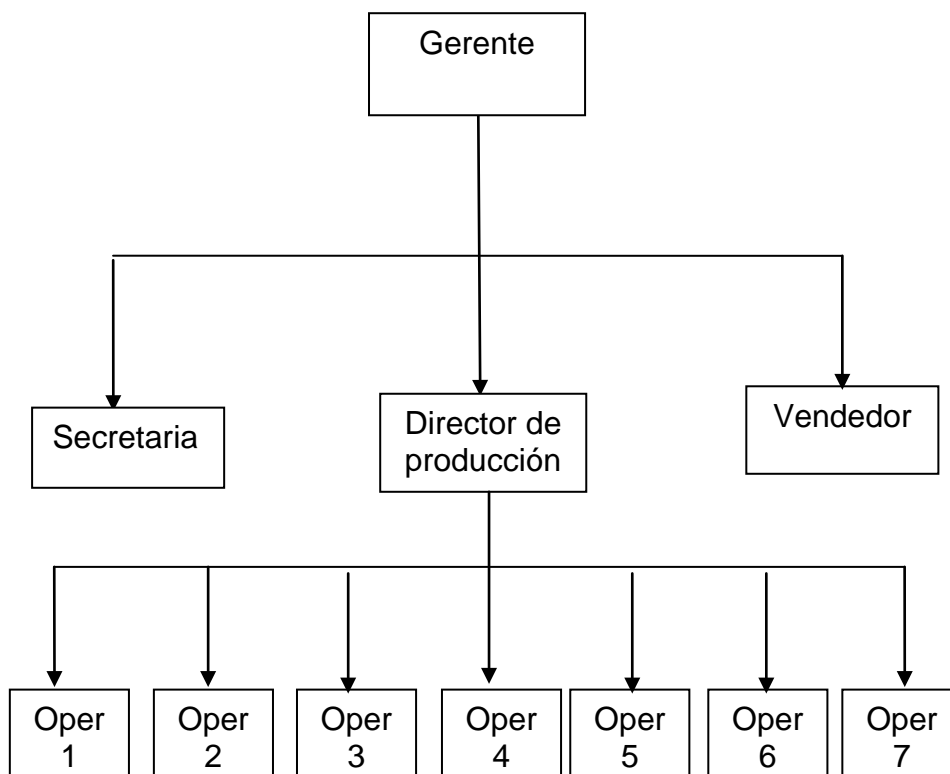 Gerente
Secretaria
Director de
producción
Vendedor
Oper
1
Oper
2
Oper
3
Oper
4
Oper
5
Oper
6
Oper
7